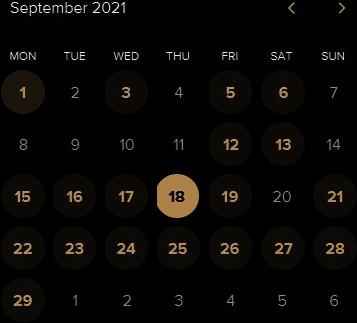 September 2021
MON TUE WED THU FRI SAT SUN
1 2 3 4 5 6 7
8 9 10 11 12 13 14
15 16 17 18 19 20 21
22 23 24 25 26 27 28
29 1 2 3 4 5 6